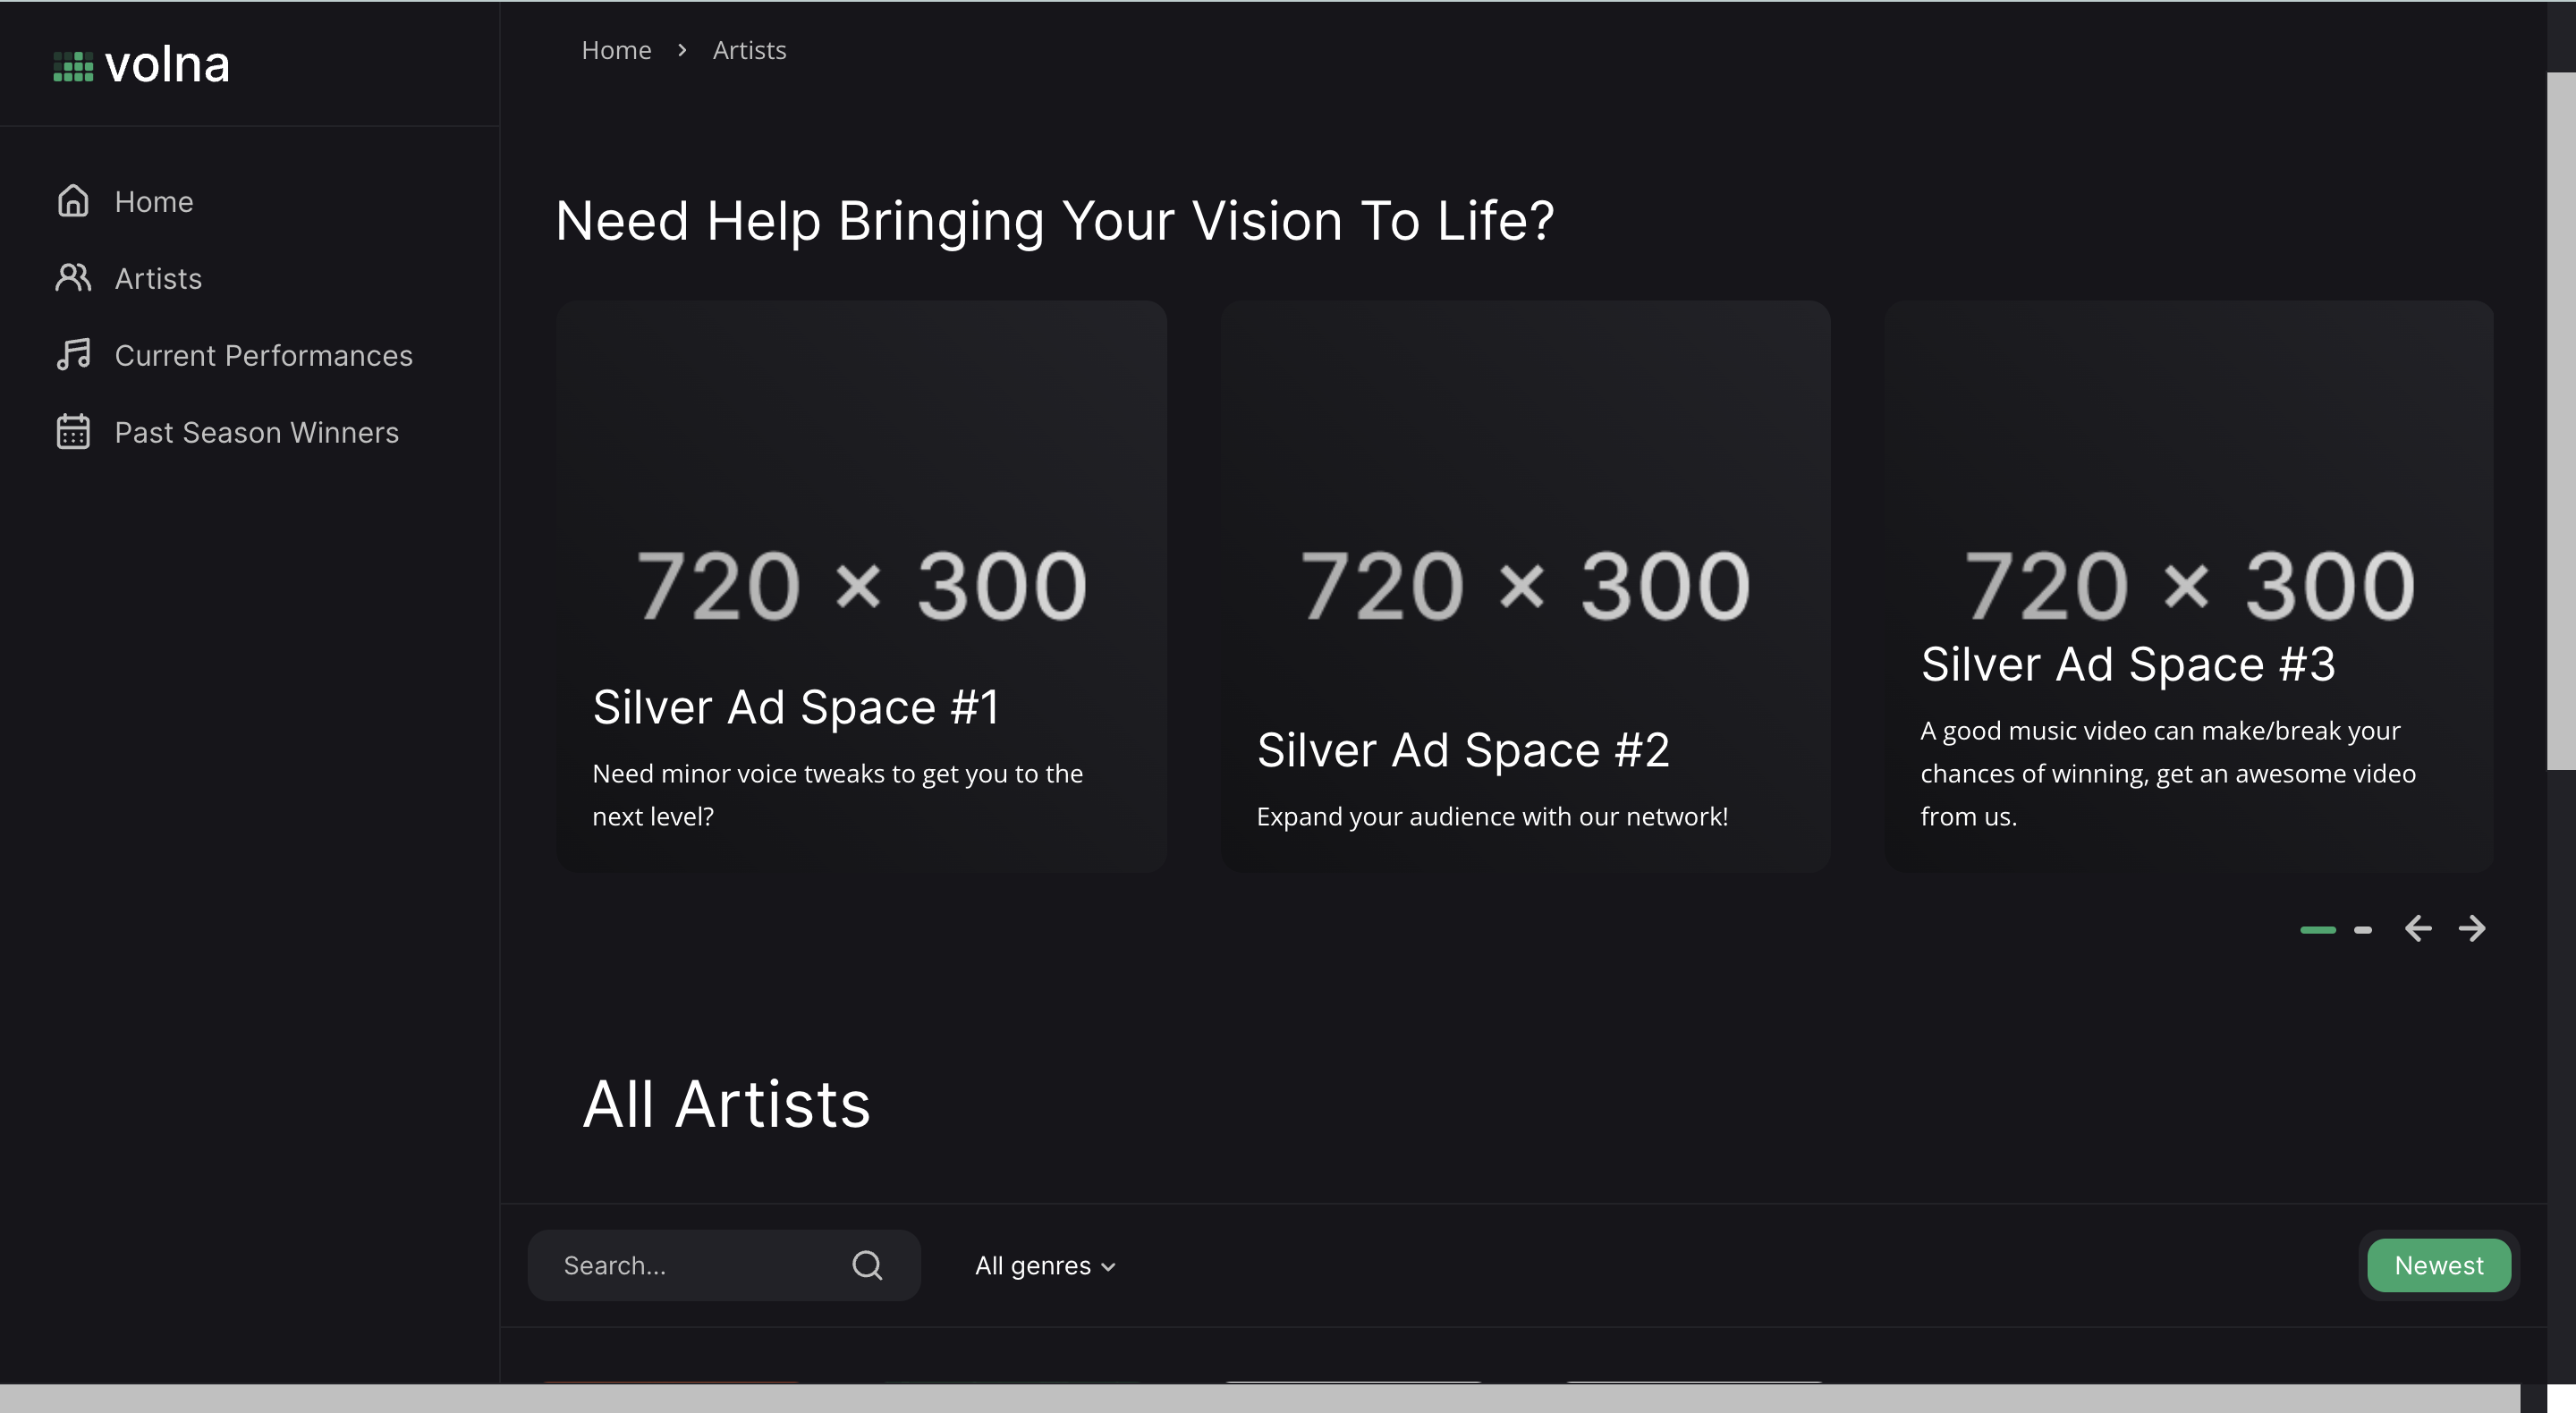 volna
Home
Artists
Current Performances
Past Season Winners
Home > Artists
Need Help Bringing Your Vision To Life?
720 × 300
Silver Ad Space #1
Need minor voice tweaks to get you to the
next level?
720 × 300
Silver Ad Space #2
Expand your audience with our network!
720 × 300
Silver Ad Space #3
A good music video can make/break your
chances of winning, get an awesome video
from us.
All Artists
Search...
All genres
Newest